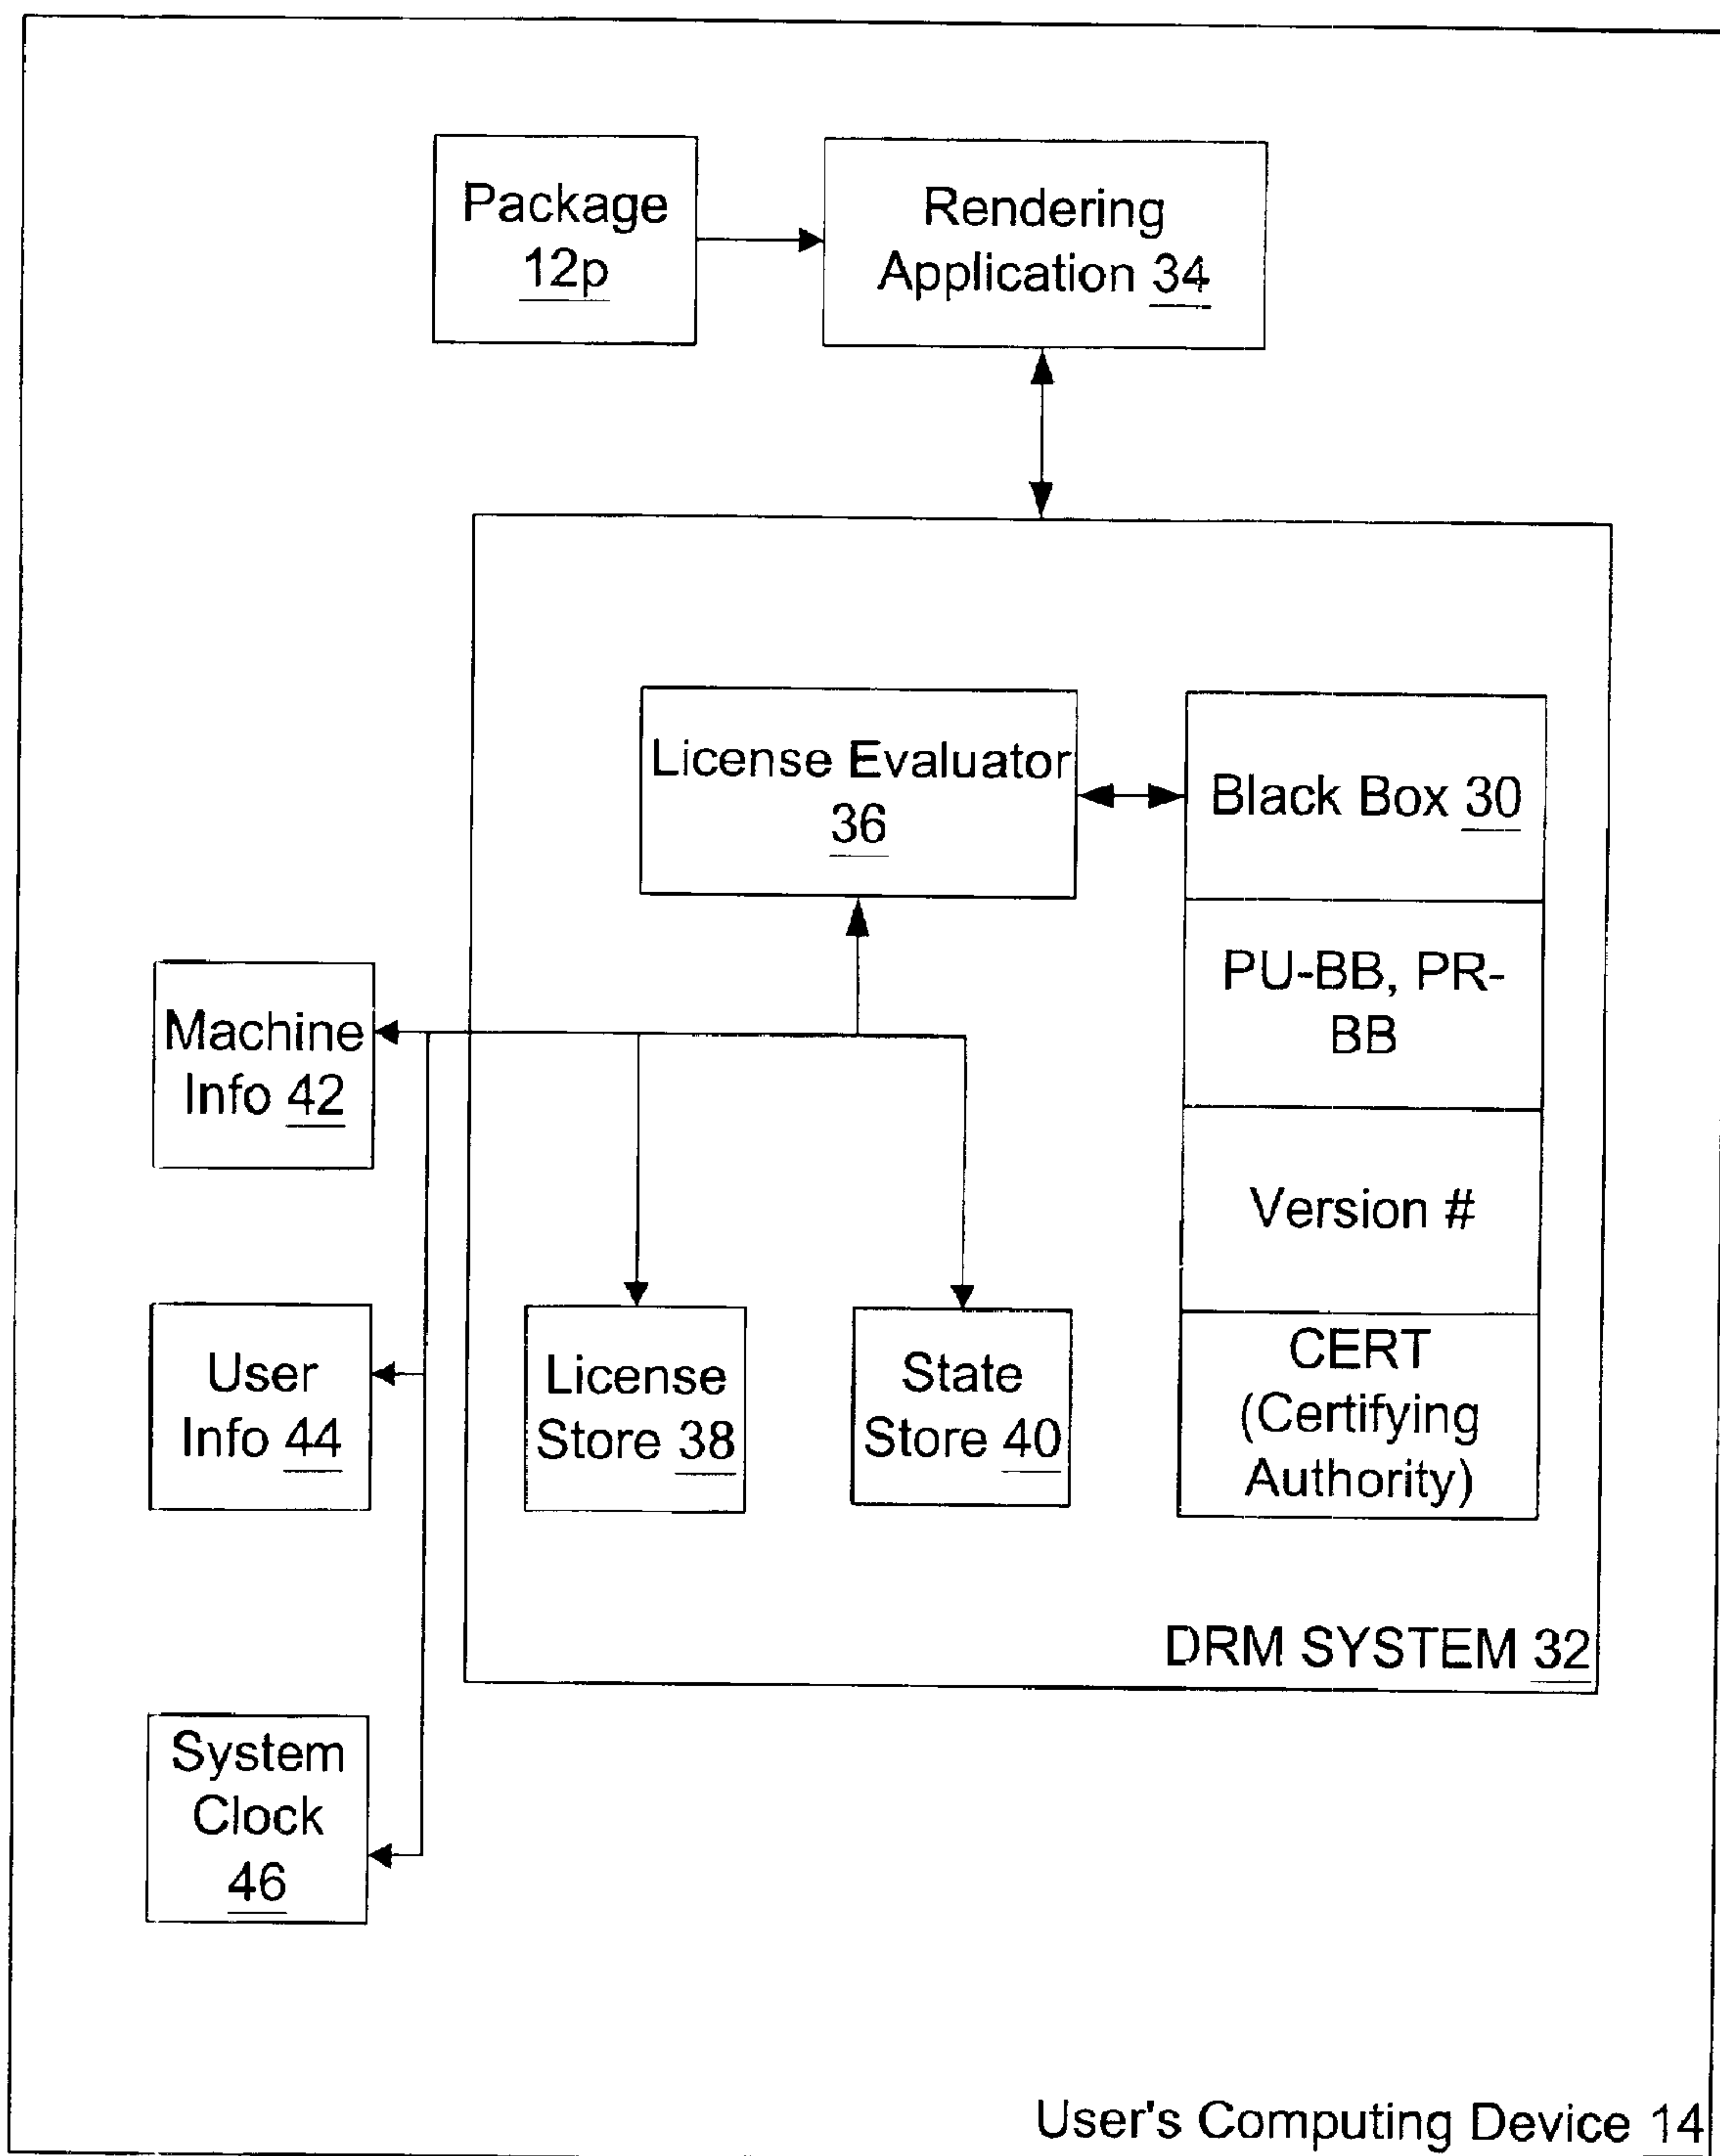 Package
12p
Rendering
Application 34
License Evaluator
36
Black Box 30
PU-BB, PR-
BB
Version #
CERT
(Certifying
Authority)
Machine
Info 42
User
Info 44
System
Clock
46
License
Store 38
State
Store 40
DRM SYSTEM 32
User's Computing Device 14